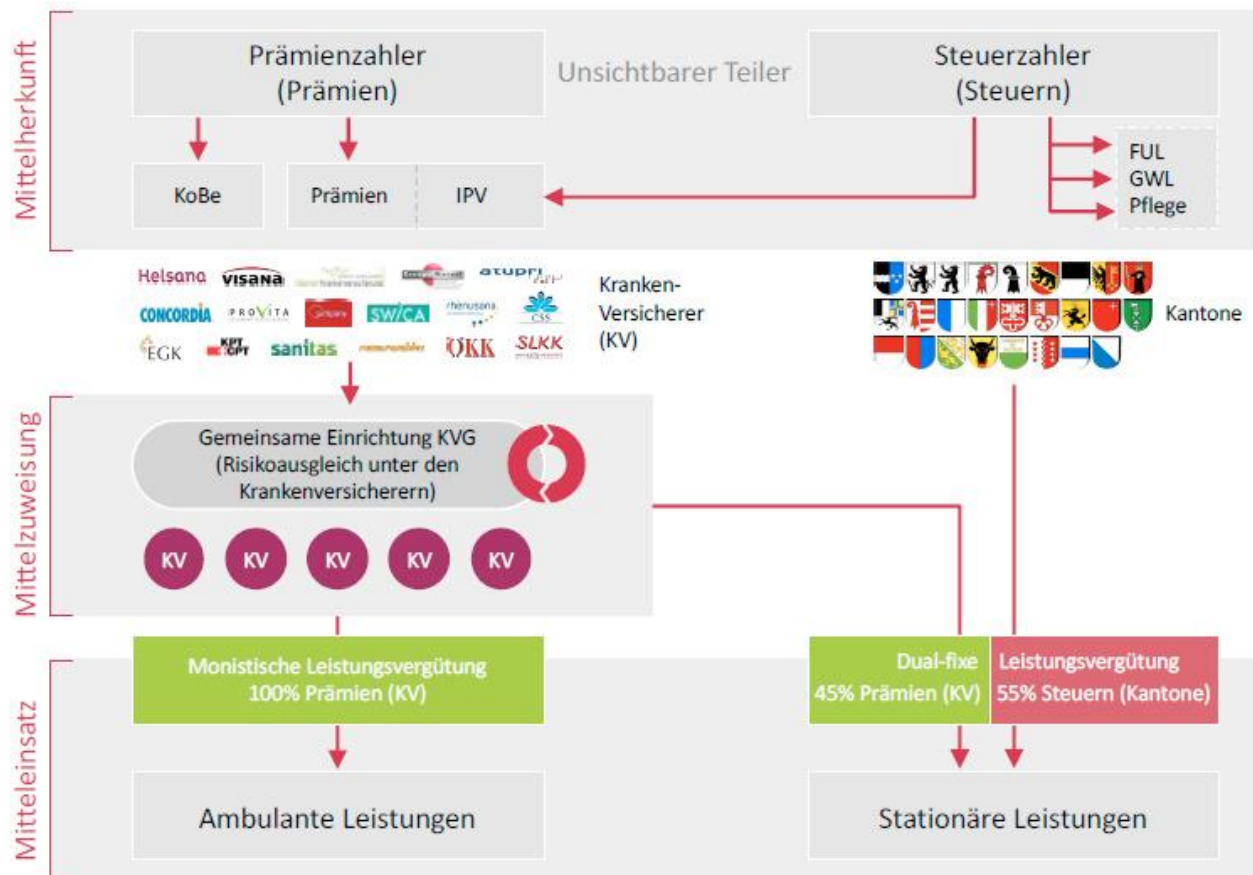 Mittelherkunft
Prämienzahler
(Prämien)
Unsichtbarer Teiler
Steuerzahler
(Steuern)
KoBe
Prämien
IPV
FUL
GWL
Pflege
Helsana
visana
atupri
CONCORDIA
PROVITA
SWICA
rhenusana
CSS
EGK
KPT
CPT
sanitas
ÖKK
SLKK
Kranken-
Versicherer
(KV)
Kantone
Mittelzuweisung
Gemeinsame Einrichtung KVG
(Risikoausgleich unter den
Krankenversicherern)
KV
KV
KV
KV
KV
Mitteleinsatz
Monistische Leistungsvergütung
100% Prämien (KV)
Dual-fixe
45% Prämien (KV)
Leistungsvergütung
55% Steuern (Kantone)
Ambulante Leistungen
Stationäre Leistungen